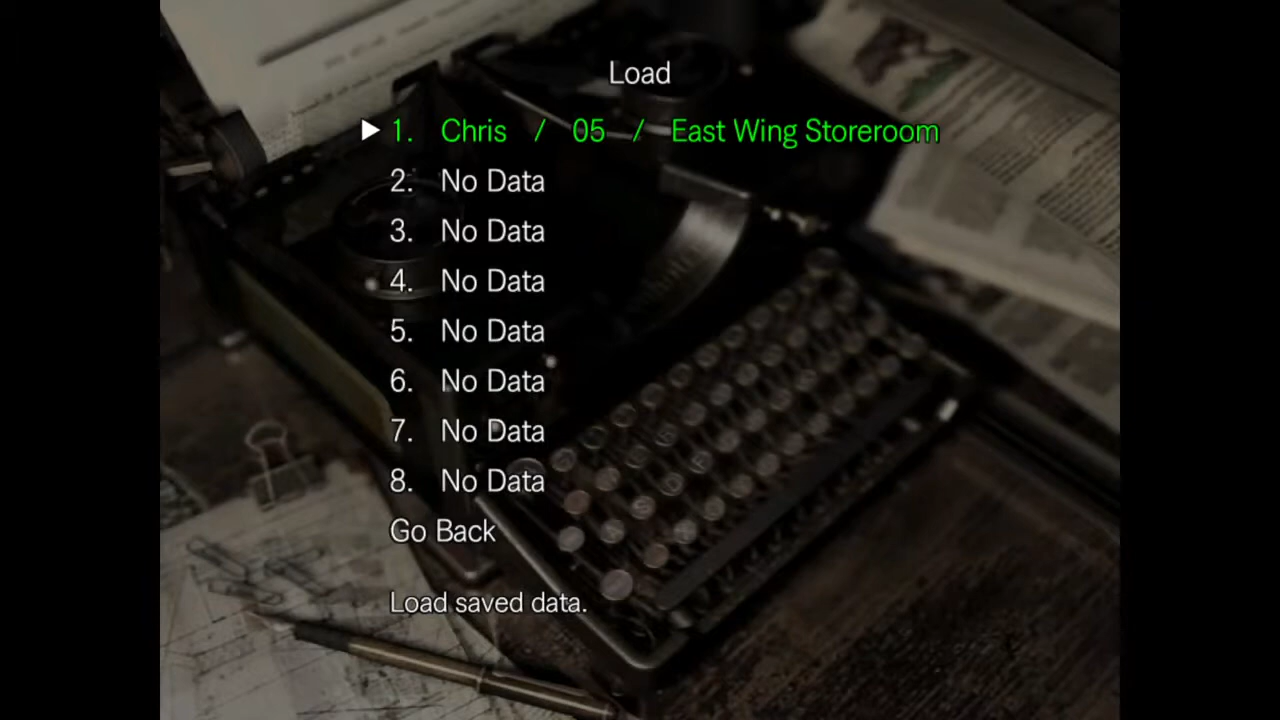 Load
1. Chris / 05 / East Wing Storeroom
2. No Data
3. No Data
4. No Data
5. No Data
6. No Data
7. No Data
8. No Data
Go Back
Load saved data.